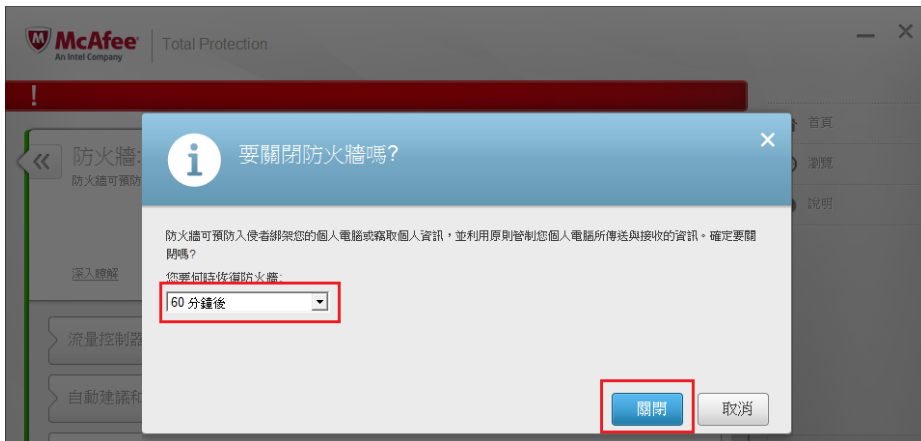 McAfee
An Intel Company
Total Protection
!
首頁
瀏覽
說明
防火牆:
防火牆可預防
深入瞭解
流量控制器
自動建議和
要關閉防火牆嗎?
防火牆可預防入侵者綁架您的個人電腦或竊取個人資訊，並利用原則管制您個人電腦所傳送與接收的資訊。確定要關
閉嗎?
您要何時恢復防火牆:
60 分鐘後
關閉
取消